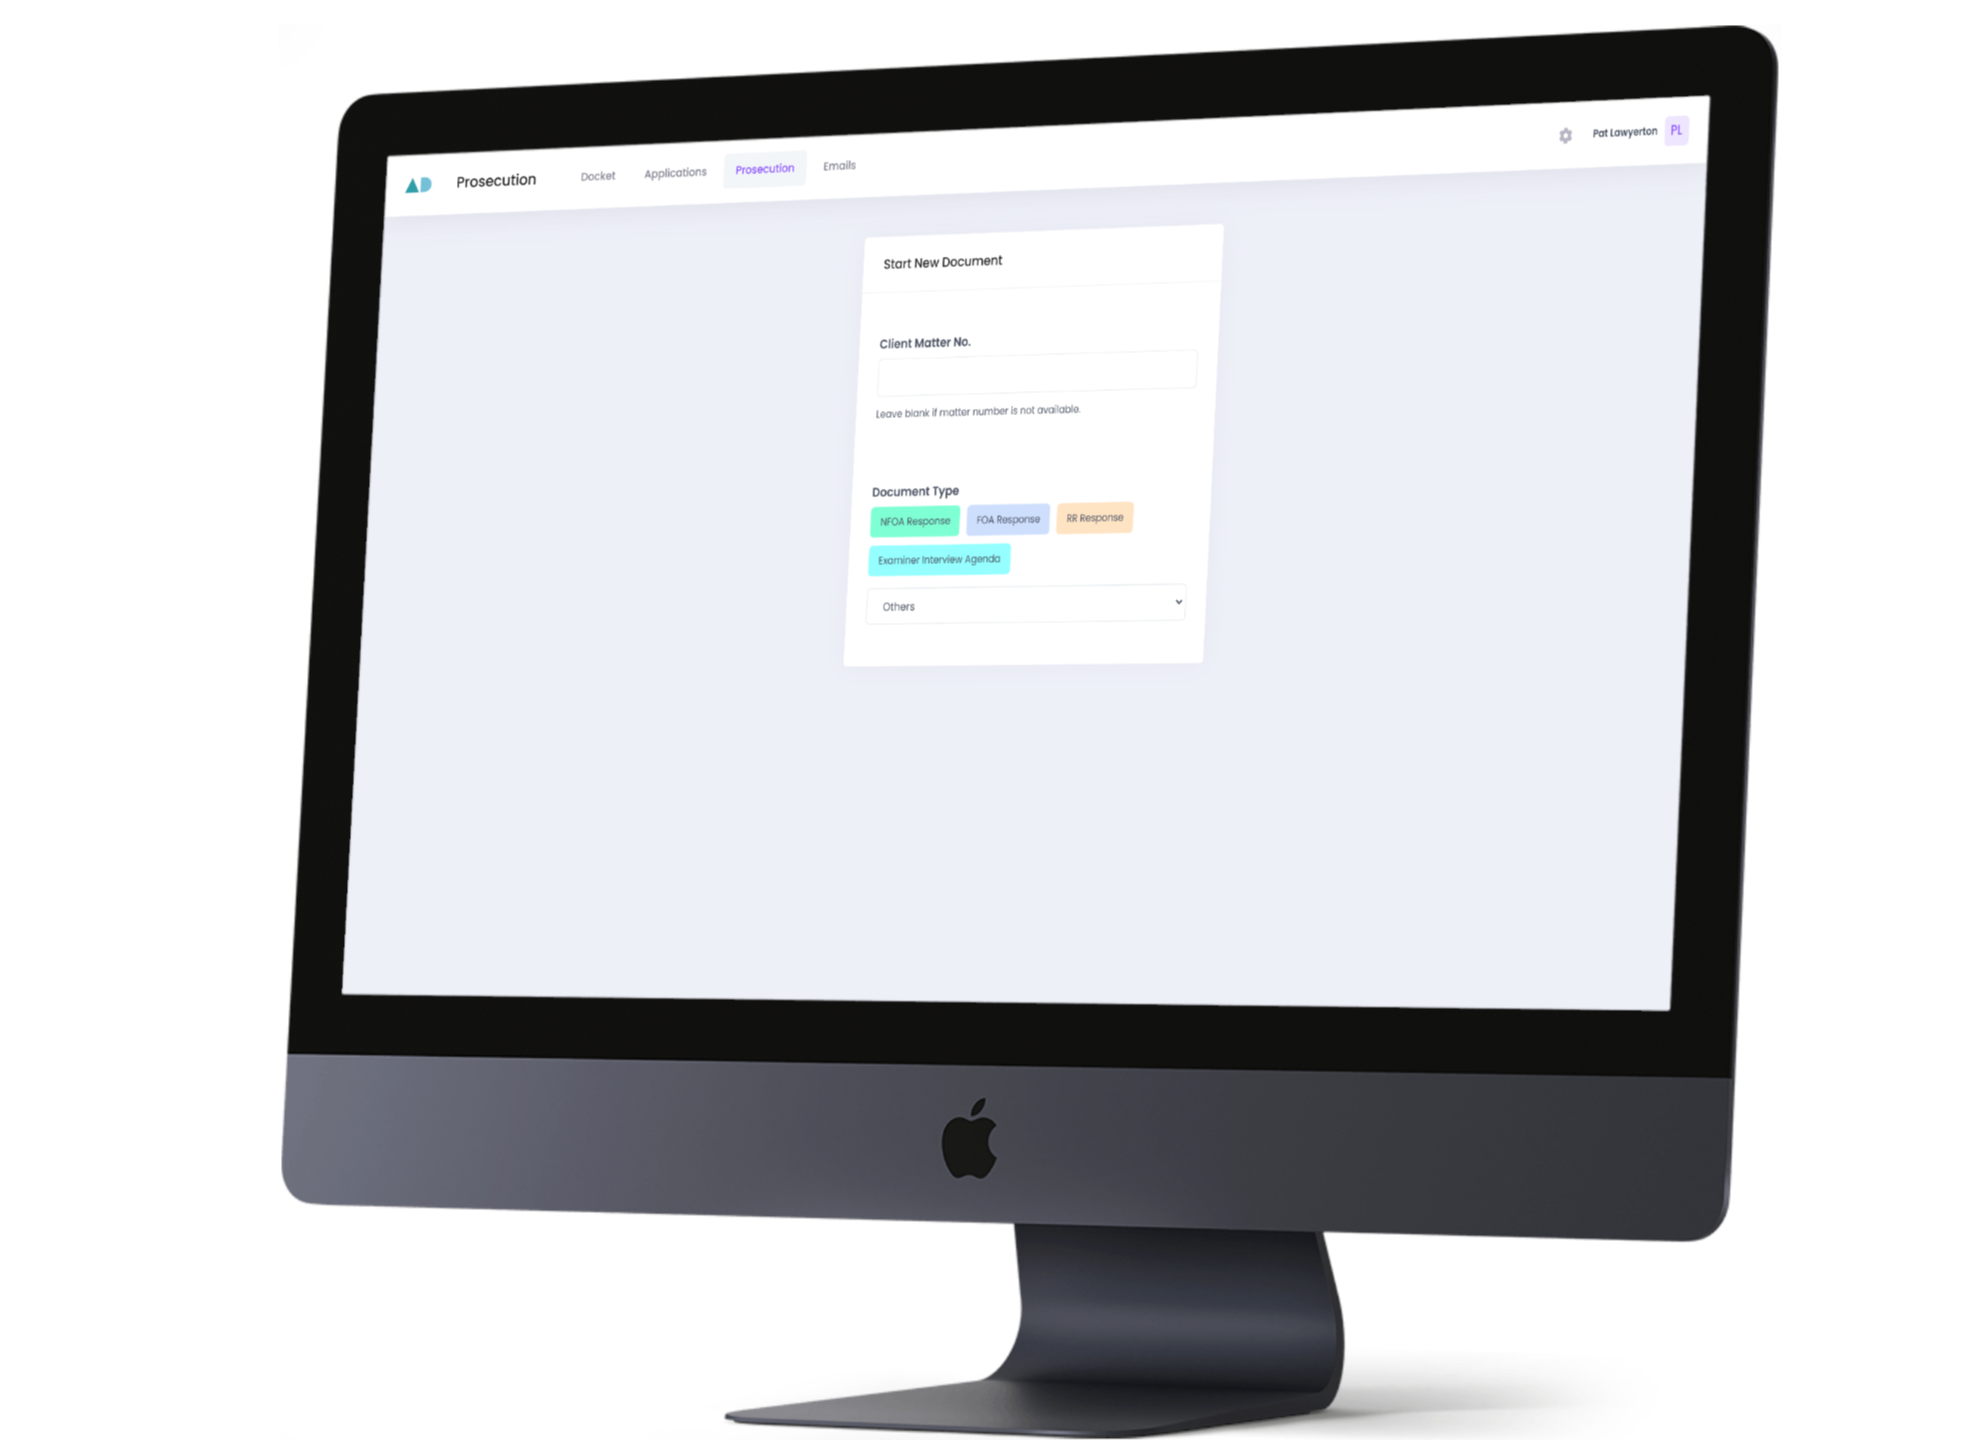 AD Prosecution Docket Applications Prosecution Emails Pat Lawyerton PL
Start New Document
Client Matter No.
Leave blank if matter number is not available.
Document Type
NFOA Response FOA Response RR Response
Examiner Interview Agenda
Others